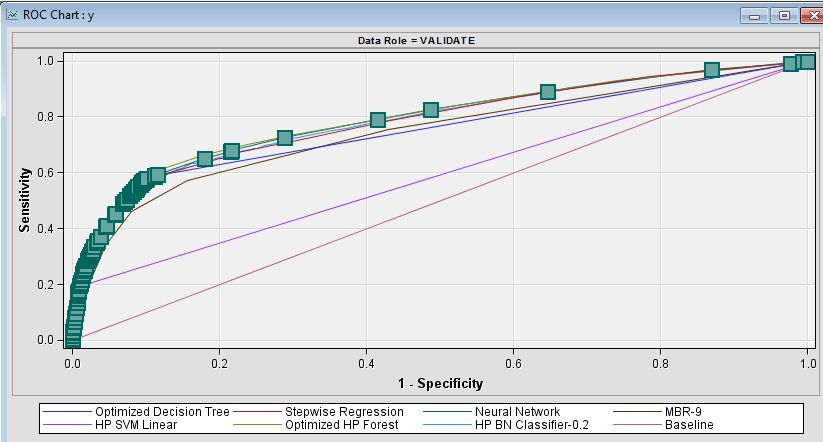 ROC Chart : y
Data Role = VALIDATE
1.0
0.8
0.6
0.4
0.2
0.0
Sensitivity
0.0 0.2 0.4 0.6 0.8 1.0
1 - Specificity
Optimized Decision Tree Stepwise Regression Neural Network MBR-9
HP SVM Linear Optimized HP Forest HP BN Classifier-0.2 Baseline